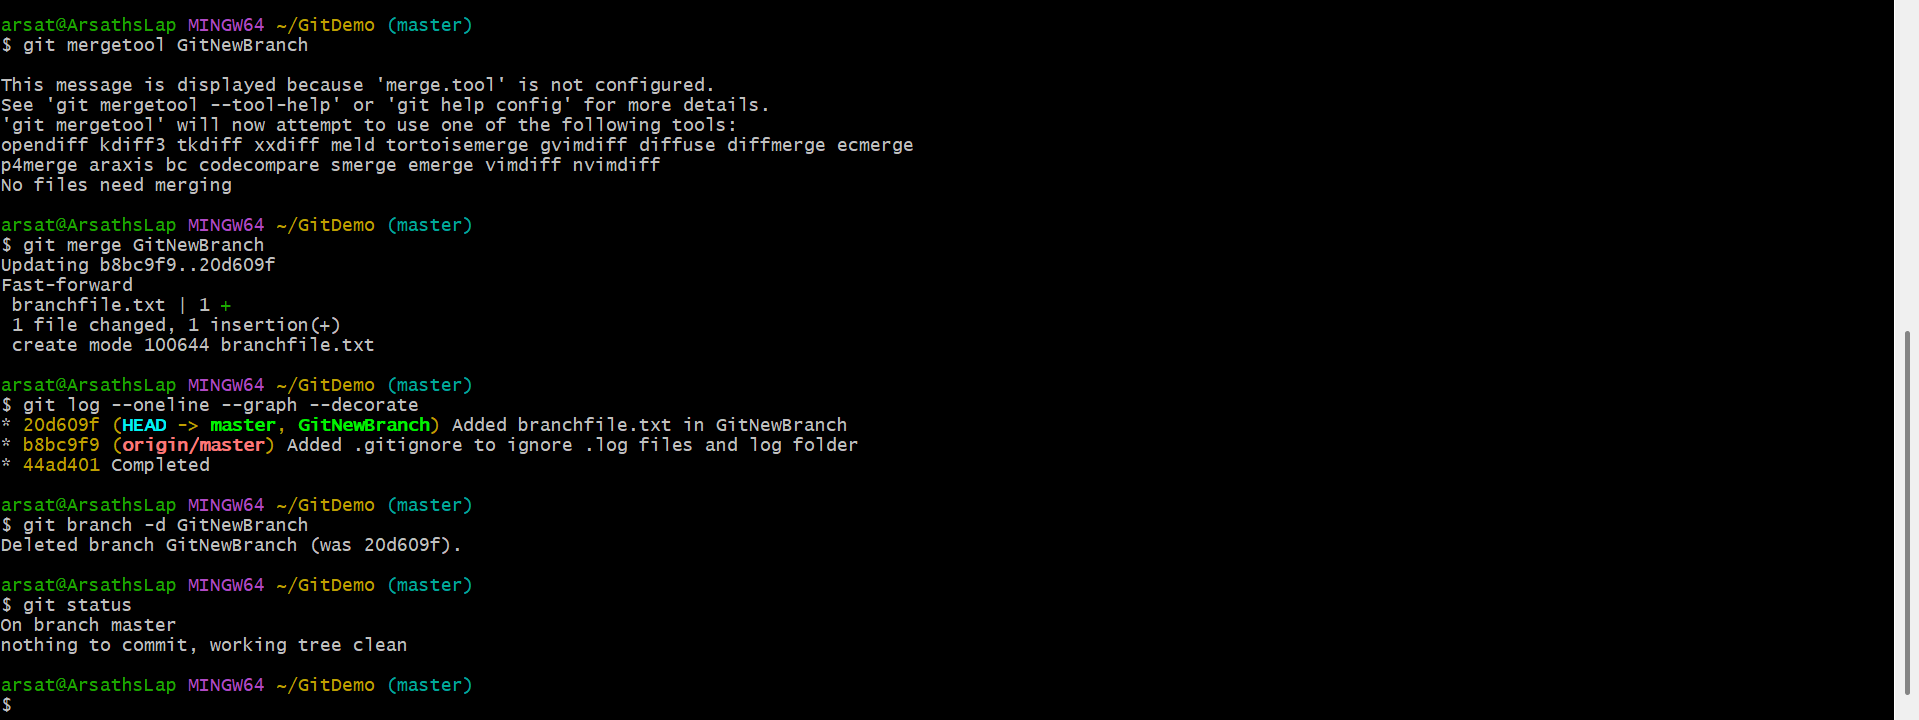 arsat@ArsathsLap MINGW64 ~/GitDemo (master)
$ git mergetool GitNewBranch
This message is displayed because 'merge.tool' is not configured.
See 'git mergetool --tool-help' or 'git help config' for more details.
'git mergetool' will now attempt to use one of the following tools:
opendiff kdiff3 tkdiff xxdiff meld tortoisemerge gvimdiff diffuse diffmerge ecmerge
p4merge araxis bc codecompare smerge emerge vimdiff nvimdiff
No files need merging
arsat@ArsathsLap MINGW64 ~/GitDemo (master)
$ git merge GitNewBranch
Updating b8bc9f9..20d609f
Fast-forward
 branchfile.txt | 1 +
 1 file changed, 1 insertion(+)
 create mode 100644 branchfile.txt
arsat@ArsathsLap MINGW64 ~/GitDemo (master)
$ git log --oneline --graph --decorate
* 20d609f (HEAD -> master, GitNewBranch) Added branchfile.txt in GitNewBranch
* b8bc9f9 (origin/master) Added .gitignore to ignore .log files and log folder
* 44ad401 Completed
arsat@ArsathsLap MINGW64 ~/GitDemo (master)
$ git branch -d GitNewBranch
Deleted branch GitNewBranch (was 20d609f).
arsat@ArsathsLap MINGW64 ~/GitDemo (master)
$ git status
On branch master
nothing to commit, working tree clean
arsat@ArsathsLap MINGW64 ~/GitDemo (master)
$